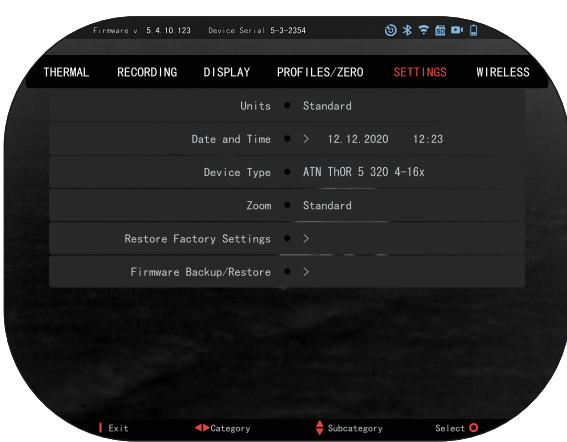 Firmware v. 5.4.10.123 Device Serial 5-3-2354
THERMAL RECORDING DISPLAY PROFILES/ZERO SETTINGS WIRELESS
Units Standard
Date and Time > 12.12.2020 12:23
Device Type ATN ThOR 5 320 4-16x
Zoom Standard
Restore Factory Settings >
Firmware Backup/Restore >
Exit Category Subcategory Select